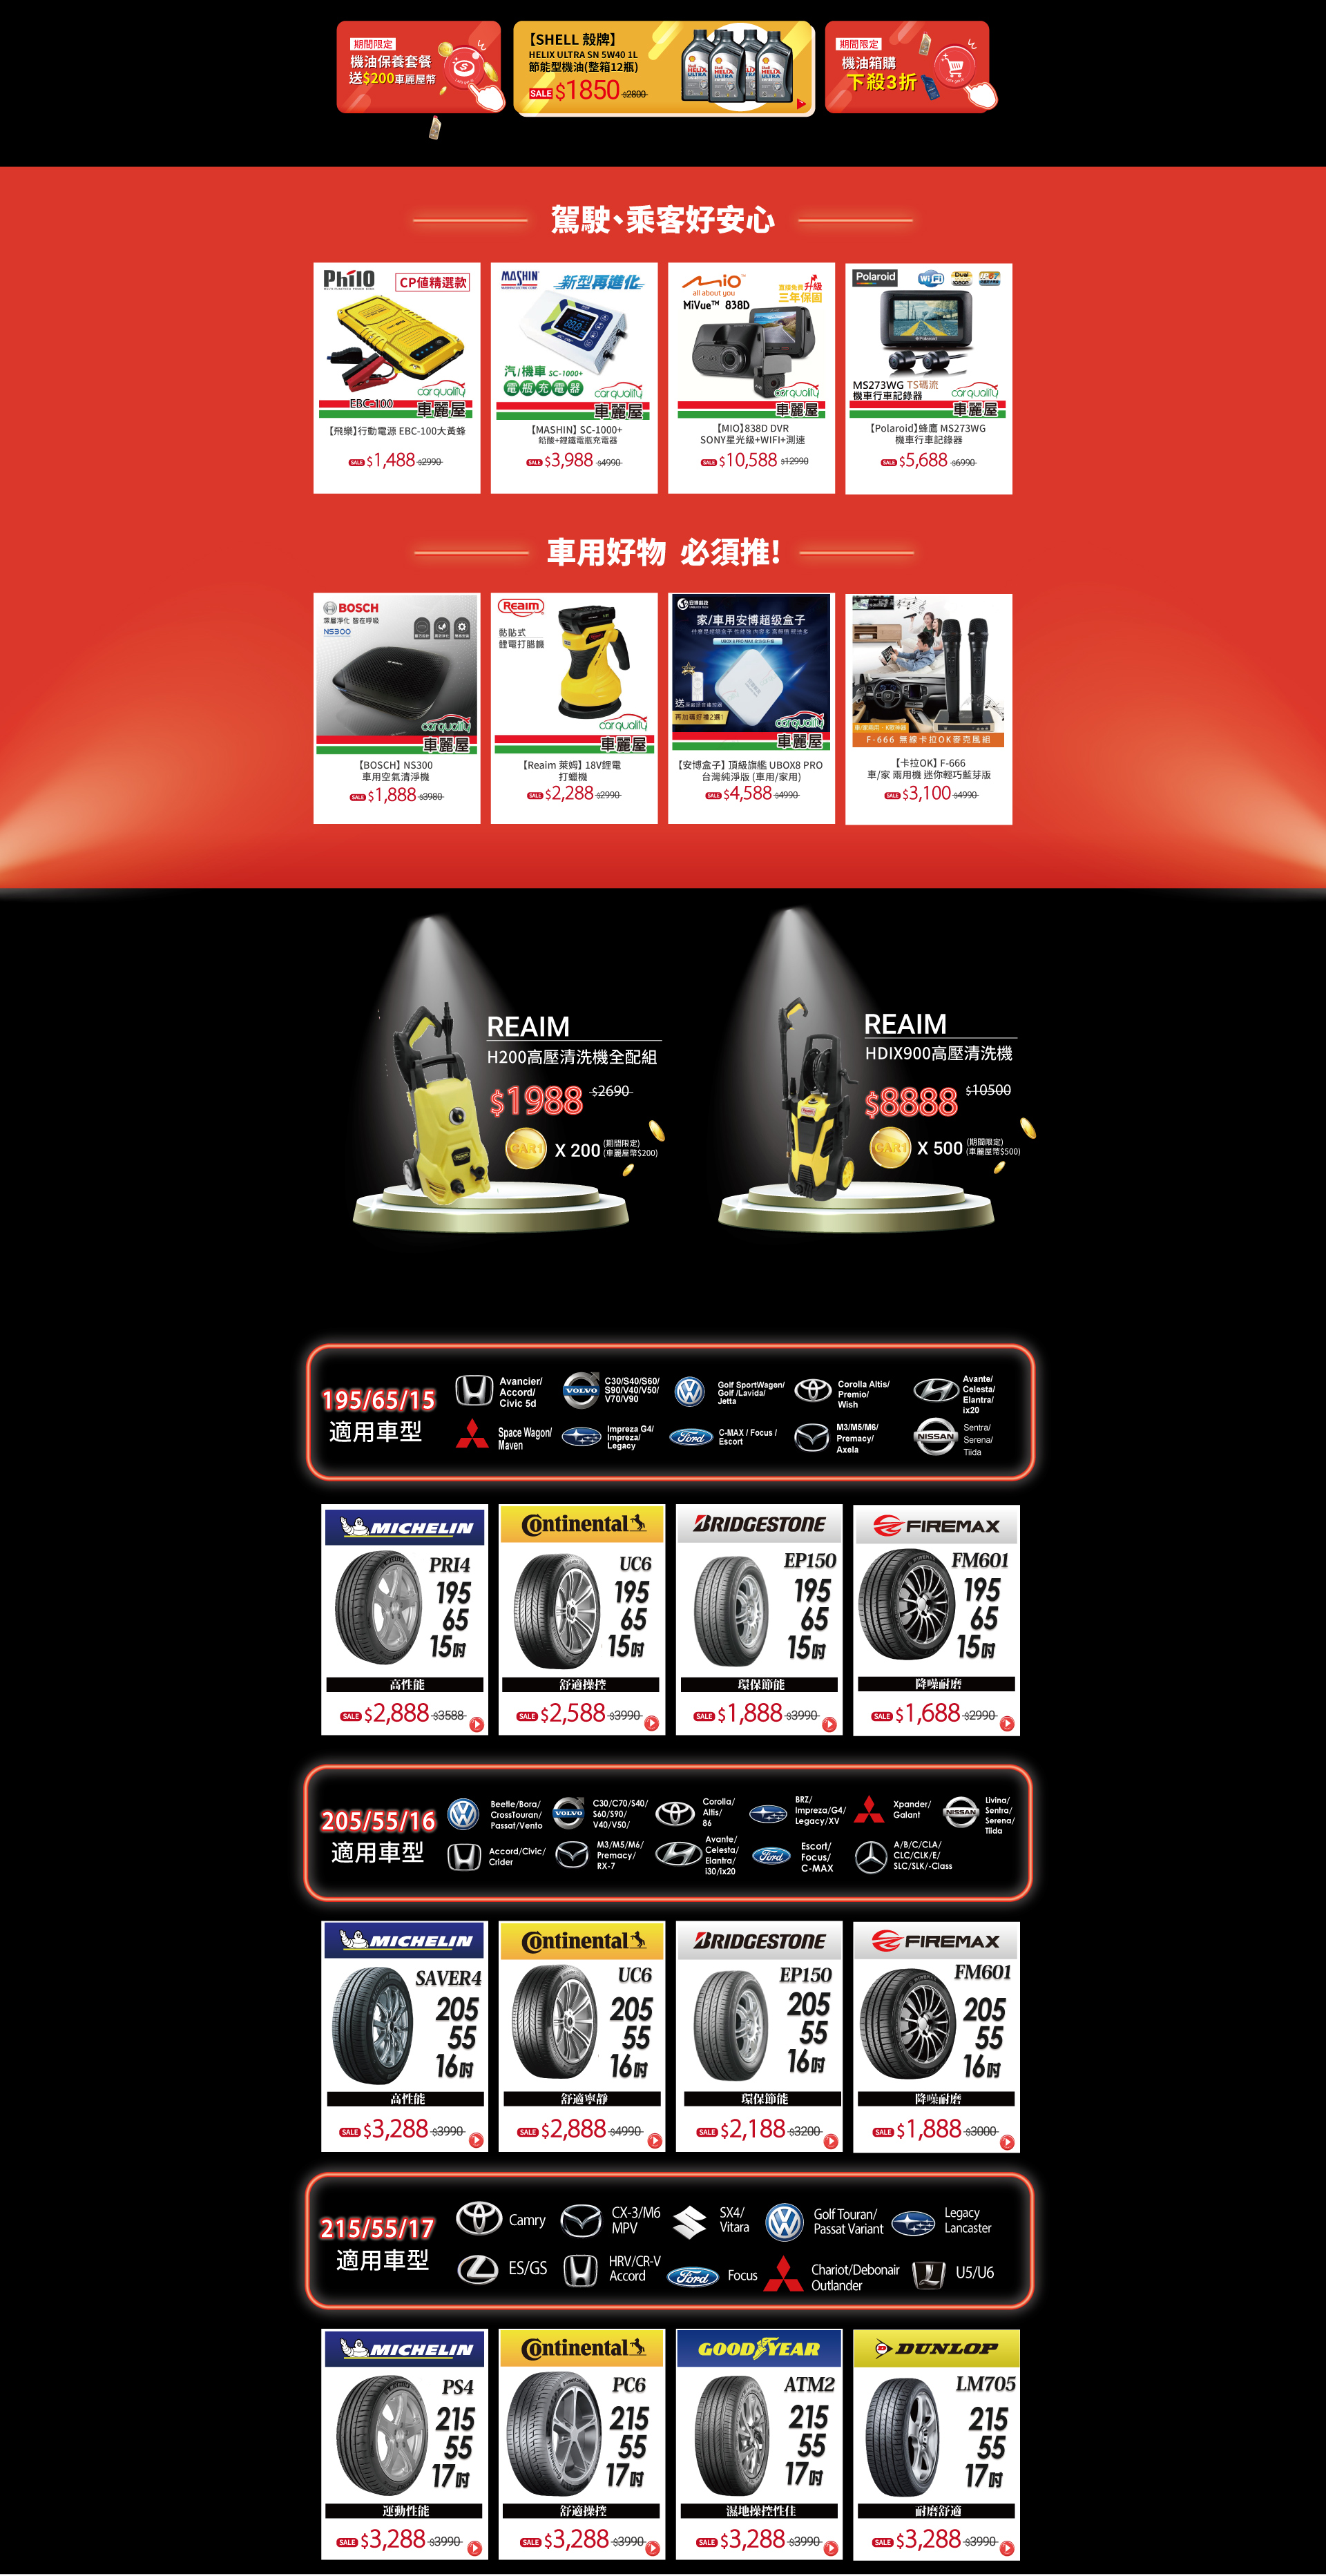 期間限定
機油保養套餐
送$200車麗屋幣
【SHELL 殼牌】
HELIX ULTRA SN 5W40 1L
節能型機油(整箱12瓶)
SALE $1850 $2800
期間限定
機油箱購
下殺3折
駕駛、乘客好安心
Philo
CP值精選款
EBC-100
car quality
車麗屋
【飛樂】行動電源 EBC-100大黃蜂
SALE $1,488 $2990
MASHIN
新型再進化
汽/機車 SC-1000+
電瓶充電器
car quality
車麗屋
【MASHIN】 SC-1000+
鉛酸+鋰鐵電瓶充電器
SALE $3,988 $4990
MiO
all about you
MiVue™ 838D
升級
三年保固
car quality
車麗屋
【MIO】838D DVR
SONY星光級+WIFI+測速
SALE $10,588 $12990
Polaroid
WiFi
Dual
1080P
MS273WG TS碼流
機車行車記錄器
car quality
車麗屋
【Polaroid】蜂鷹 MS273WG
機車行車記錄器
SALE $5,688 $6990
車用好物 必須推!
BOSCH
深層淨化 智在呼吸
NS300
car quality
車麗屋
【BOSCH】 NS300
車用空氣清淨機
SALE $1,888 $3980
Reaim
黏貼式
鋰電打臘機
car quality
車麗屋
【Reaim 萊姆】 18V鋰電
打蠟機
SALE $2,288 $2990
安博科技
家/車用安博超級盒子
送
再加碼好禮2選1
car quality
車麗屋
【安博盒子】 頂級旗艦 UBOX8 PRO
台灣純淨版 (車用/家用)
SALE $4,588 $4990
F-666 無線卡拉OK麥克風組
【卡拉OK】 F-666
車/家 兩用機 迷你輕巧藍芽版
SALE $3,100 $4990
REAIM
H200高壓清洗機全配組
$1988 $2690
X 200 (期間限定)
(車麗屋幣$200)
REAIM
HDIX900高壓清洗機
$8888 $10500
X 500 (期間限定)
(車麗屋幣$500)
195/65/15
適用車型
Avancier/
Accord/
Civic 5d
VOLVO
C30/S40/S60/
S90/V40/V50/
V70/V90
Golf SportWagen/
Golf /Lavida/
Jetta
Corolla Altis/
Premio/
Wish
Avante/
Celesta/
Elantra/
ix20
Space Wagon/
Maven
Impreza G4/
Impreza/
Legacy
Ford
C-MAX / Focus /
Escort
M3/M5/M6/
Premacy/
Axela
NISSAN
Sentra/
Serena/
Tiida
MICHELIN
PRI4
195
65
15吋
高性能
SALE $2,888 $3588
Continental
UC6
195
65
15吋
舒適操控
SALE $2,588 $3990
BRIDGESTONE
EP150
195
65
15吋
環保節能
SALE $1,888 $3990
FIREMAX
FM601
195
65
15吋
降噪耐磨
SALE $1,688 $2990
205/55/16
適用車型
Beetle/Bora/
CrossTouran/
Passat/Vento
VOLVO
C30/C70/S40/
S60/S90/
V40/V50/
Corolla/
Altis/
86
BRZ/
Impreza/G4/
Legacy/XV
Xpander/
Galant
NISSAN
Livina/
Sentra/
Serena/
Tiida
Accord/Civic/
Crider
M3/M5/M6/
Premacy/
RX-7
Avante/
Celesta/
Elantra/
i30/ix20
Ford
Escort/
Focus/
C-MAX
A/B/C/CLA/
CLC/CLK/E/
SLC/SLK/-Class
MICHELIN
SAVER4
205
55
16吋
高性能
SALE $3,288 $3990
Continental
UC6
205
55
16吋
舒適寧靜
SALE $2,888 $4990
BRIDGESTONE
EP150
205
55
16吋
環保節能
SALE $2,188 $3200
FIREMAX
FM601
205
55
16吋
降噪耐磨
SALE $1,888 $3000
215/55/17
適用車型
Camry
CX-3/M6
MPV
SX4/
Vitara
Golf Touran/
Passat Variant
Legacy
Lancaster
ES/GS
HRV/CR-V
Accord
Ford
Focus
Chariot/Debonair
Outlander
U5/U6
MICHELIN
PS4
215
55
17吋
運動性能
SALE $3,288 $3990
Continental
PC6
215
55
17吋
舒適操控
SALE $3,288 $3990
GOODYEAR
ATM2
215
55
17吋
濕地操控性佳
SALE $3,288 $3990
DUNLOP
LM705
215
55
17吋
耐磨舒適
SALE $3,288 $3990